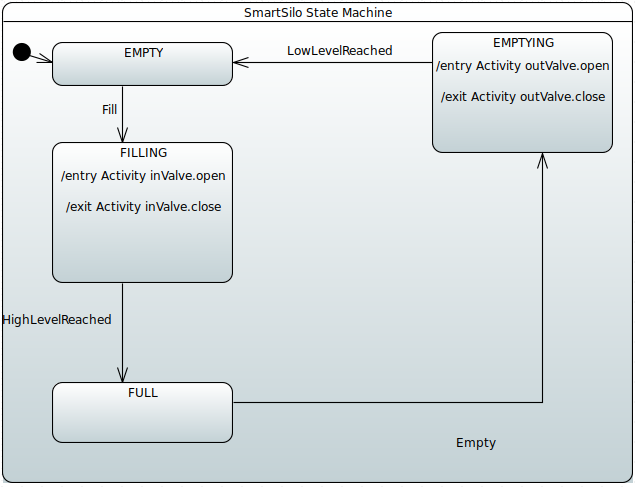 SmartSilo State Machine
EMPTY
LowLevelReached
EMPTYING
/entry Activity outValve.open
/exit Activity outValve.close
Fill
FILLING
/entry Activity inValve.open
/exit Activity inValve.close
HighLevelReached
FULL
Empty